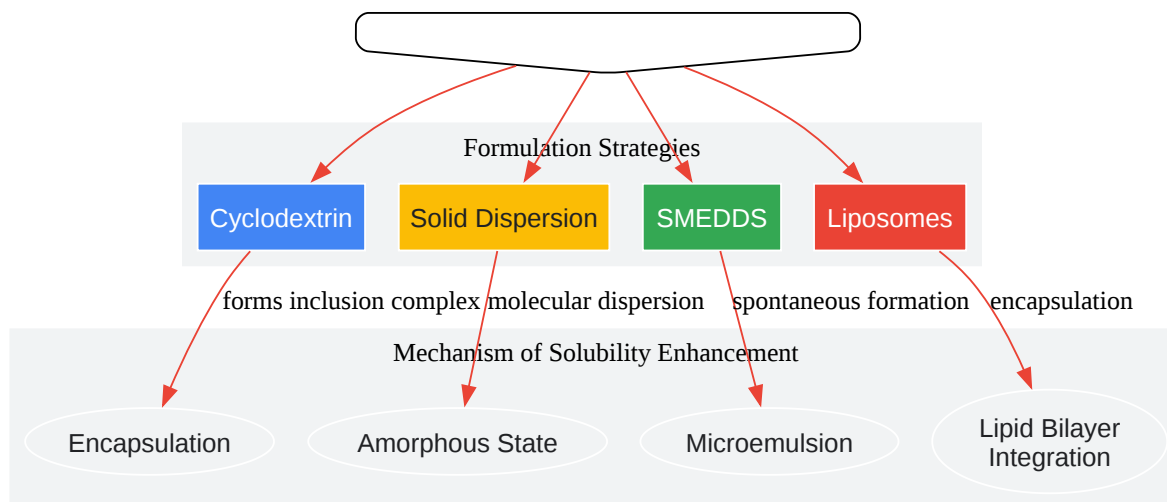 Formulation Strategies
Cyclodextrin
Solid Dispersion
SMEDDS
Liposomes
forms inclusion complex
molecular dispersion
spontaneous formation
encapsulation
Mechanism of Solubility Enhancement
Encapsulation
Amorphous State
Microemulsion
Lipid Bilayer
Integration